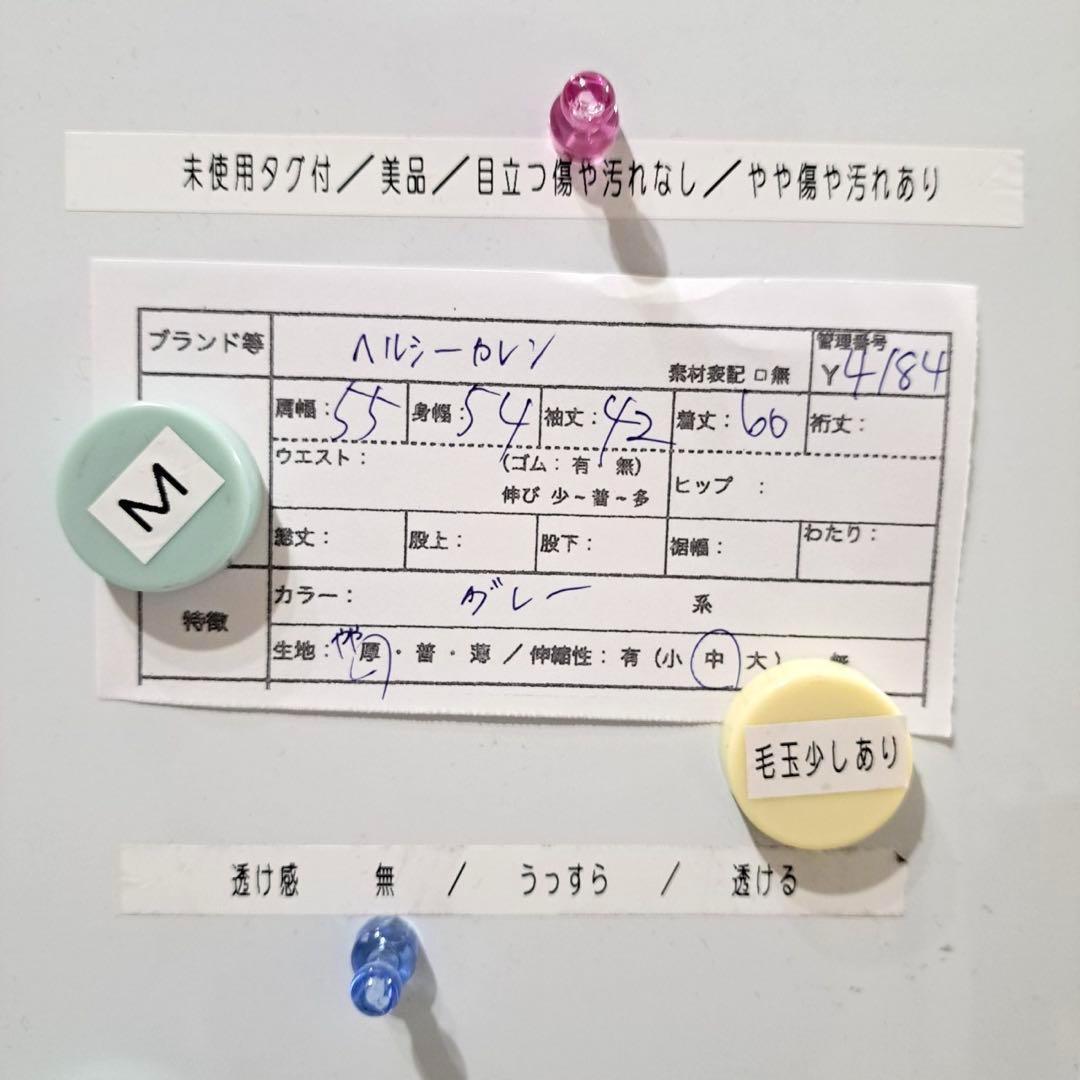 未使用タグ付／美品／目立つ傷や汚れなし／やや傷や汚れあり
ブランド等 ヘルシーカレン 素材表記 □ 無 管理番号 Y4184
肩幅：55 身幅：54 袖丈：42 着丈：60 裄丈：
M
ウエスト： （ゴム：有・無） ヒップ ：
伸び 少～普～多
総丈： 股上： 股下： 裾幅： わたり：
特徴 カラー： グレー 系
生地：やや厚・普・薄 ／ 伸縮性：有（小 中 大） 無
毛玉少しあり
透け感 無 ／ うっすら ／ 透ける